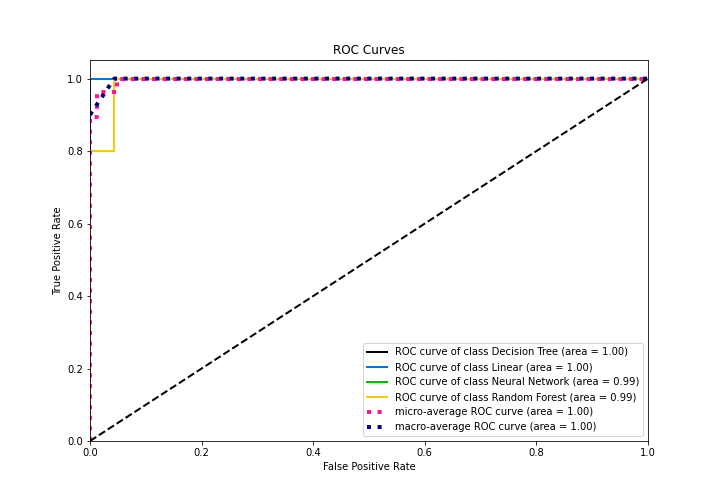 ROC Curves
True Positive Rate
1.0
0.8
0.6
0.4
0.2
0.0
ROC curve of class Decision Tree (area = 1.00)
ROC curve of class Linear (area = 1.00)
ROC curve of class Neural Network (area = 0.99)
ROC curve of class Random Forest (area = 0.99)
micro-average ROC curve (area = 1.00)
macro-average ROC curve (area = 1.00)
0.0 0.2 0.4 0.6 0.8 1.0
False Positive Rate